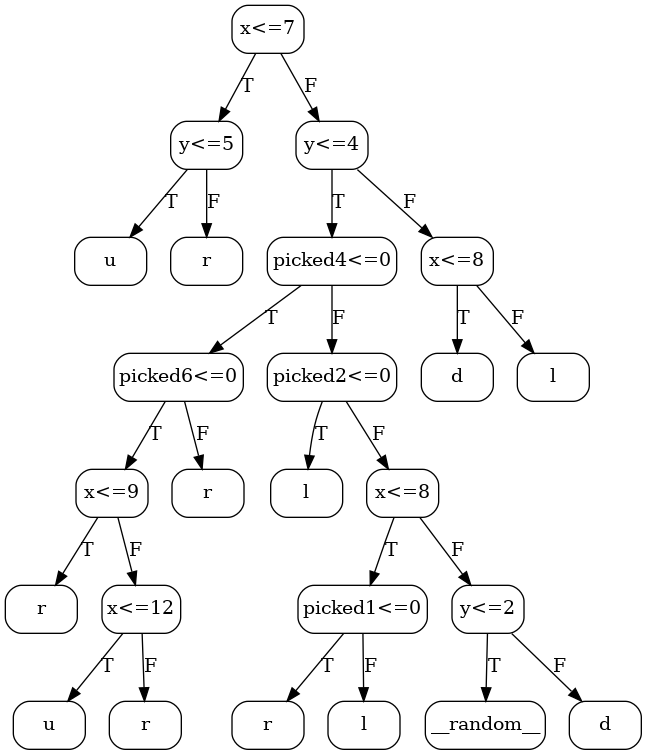 x<=7
T F
y<=5 y<=4
T F T F
u r picked4<=0 x<=8
T F T F
picked6<=0 picked2<=0 d l
T F T F
x<=9 r l x<=8
T F T F
r x<=12 picked1<=0 y<=2
T F T F T F
u r r l __random__ d